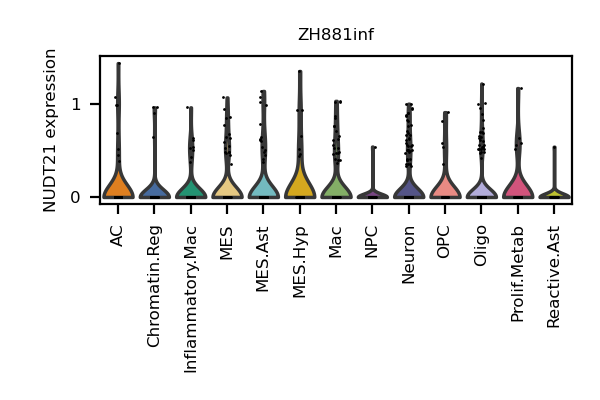 ZH881inf
NUDT21 expression
1
0
AC
Chromatin.Reg
Inflammatory.Mac
MES
MES.Ast
MES.Hyp
Mac
NPC
Neuron
OPC
Oligo
Prolif.Metab
Reactive.Ast